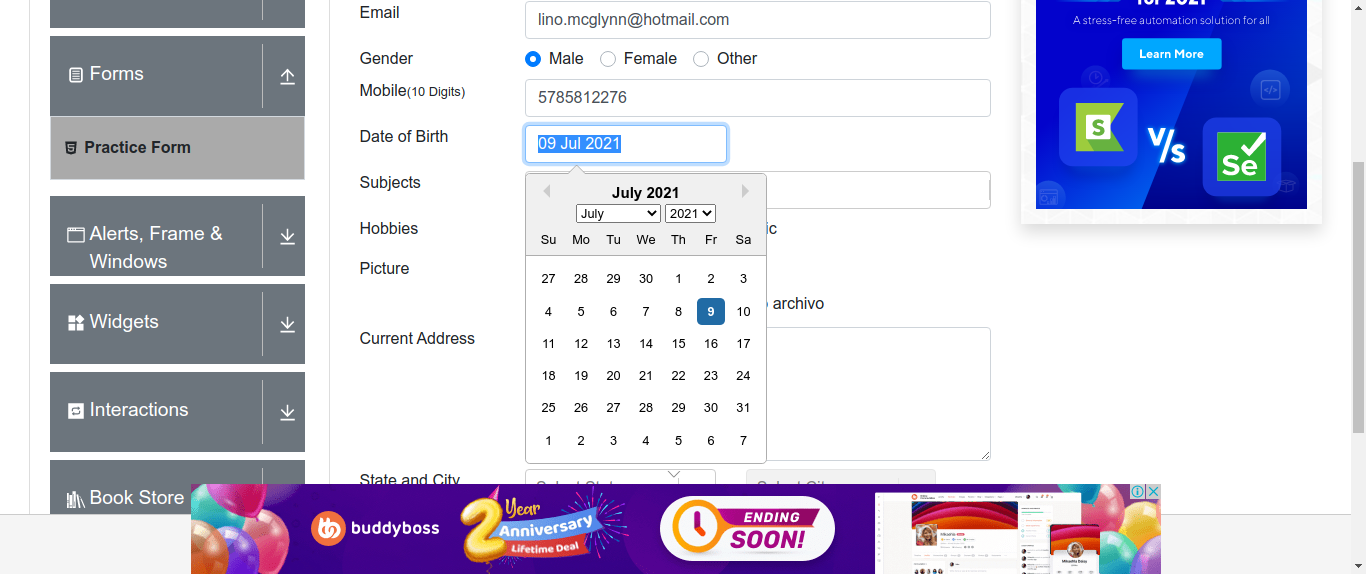 Email
lino.mcglynn@hotmail.com
Forms
Gender
Male
Female
Other
Mobile(10 Digits)
5785812276
Practice Form
Date of Birth
09 Jul 2021
Subjects
July 2021
July
2021
Su Mo Tu We Th Fr Sa
27 28 29 30 1 2 3
4 5 6 7 8 9 10
11 12 13 14 15 16 17
18 19 20 21 22 23 24
25 26 27 28 29 30 31
1 2 3 4 5 6 7
Hobbies
ic
Picture
archivo
Current Address
State and City
Alerts, Frame &
Windows
Widgets
Interactions
Book Store
for 2021
A stress-free automation solution for all
Learn More
S
V/s
Se
buddyboss
2 Year
Anniversary
Lifetime Deal
ENDING
SOON!